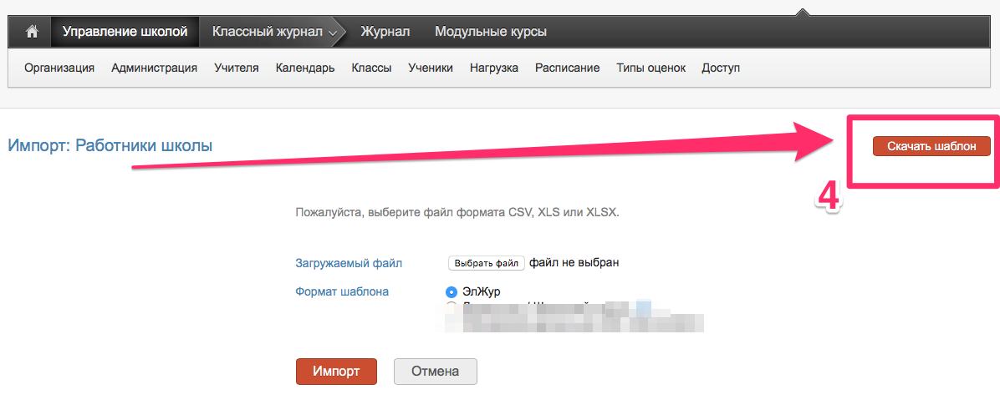 Управление школой Классный журнал Журнал Модульные курсы
Организация Администрация Учителя Календарь Классы Ученики Нагрузка Расписание Типы оценок Доступ
Импорт: Работники школы
Скачать шаблон
4
Пожалуйста, выберите файл формата CSV, XLS или XLSX.
Загружаемый файл Выбрать файл файл не выбран
Формат шаблона ЭлЖур
Импорт Отмена